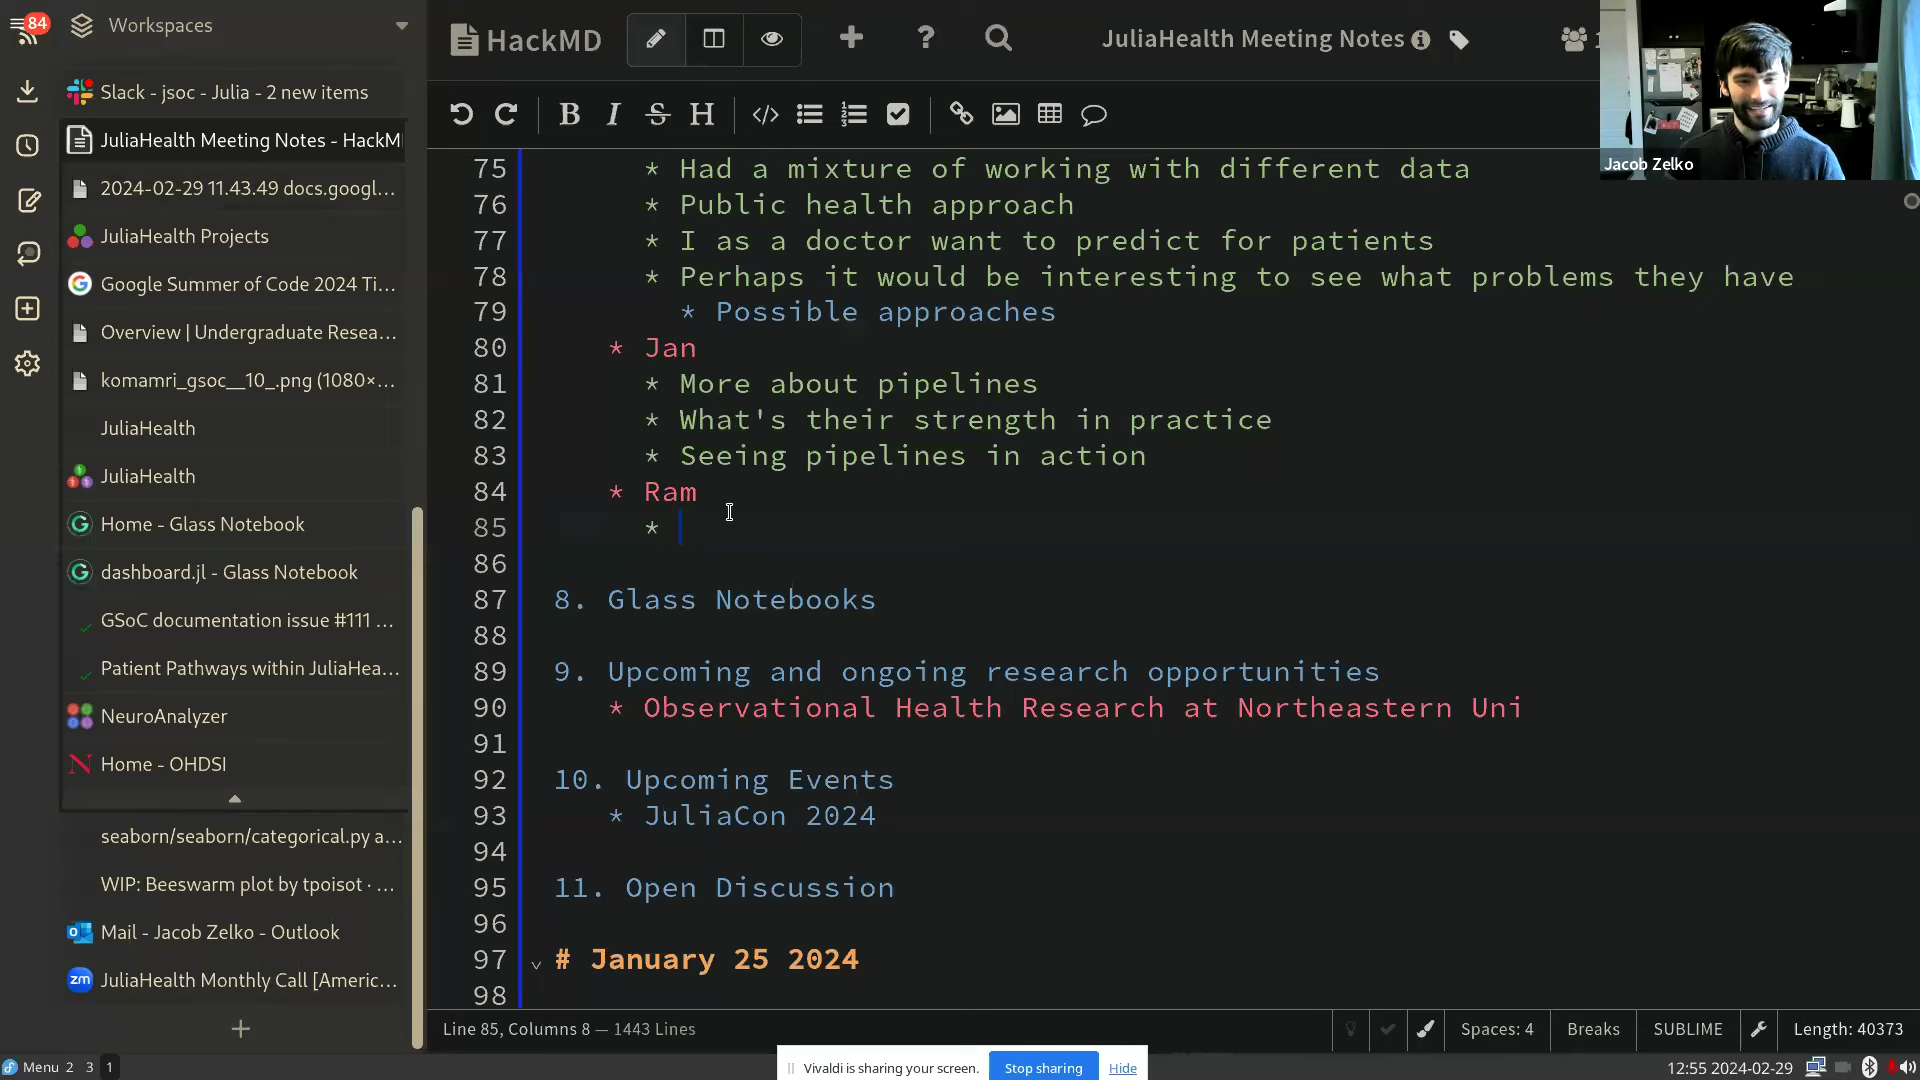 84
Workspaces
HackMD
JuliaHealth Meeting Notes
Jacob Zelko
Slack - jsoc - Julia - 2 new items
JuliaHealth Meeting Notes - HackM
2024-02-29 11.43.49 docs.googl...
JuliaHealth Projects
Google Summer of Code 2024 Ti...
Overview | Undergraduate Resea...
komamri_gsoc__10_.png (1080×...
JuliaHealth
JuliaHealth
Home - Glass Notebook
dashboard.jl - Glass Notebook
GSoC documentation issue #111 ...
Patient Pathways within JuliaHea...
NeuroAnalyzer
Home - OHDSI
seaborn/seaborn/categorical.py a...
WIP: Beeswarm plot by tpoisot · ...
Mail - Jacob Zelko - Outlook
zm JuliaHealth Monthly Call [Americ...
75 * Had a mixture of working with different data
76 * Public health approach
77 * I as a doctor want to predict for patients
78 * Perhaps it would be interesting to see what problems they have
79 * Possible approaches
80 * Jan
81 * More about pipelines
82 * What's their strength in practice
83 * Seeing pipelines in action
84 * Ram
85 *
86
87 8. Glass Notebooks
88
89 9. Upcoming and ongoing research opportunities
90 * Observational Health Research at Northeastern Uni
91
92 10. Upcoming Events
93 * JuliaCon 2024
94
95 11. Open Discussion
96
97 # January 25 2024
98
Line 85, Columns 8 — 1443 Lines
Spaces: 4 Breaks SUBLIME Length: 40373
Menu 2 3 1
Vivaldi is sharing your screen. Stop sharing Hide
12:55 2024-02-29